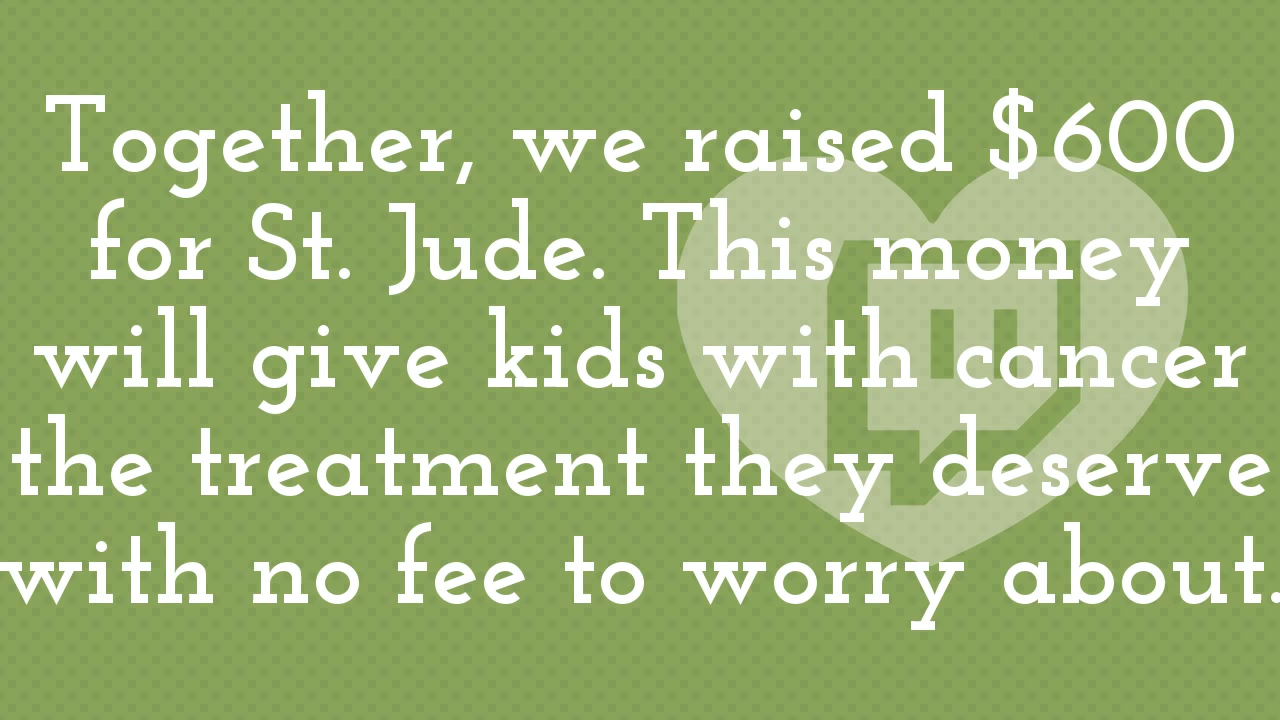 Together, we raised $600
for St. Jude. This money
will give kids with cancer
the treatment they deserve
with no fee to worry about.